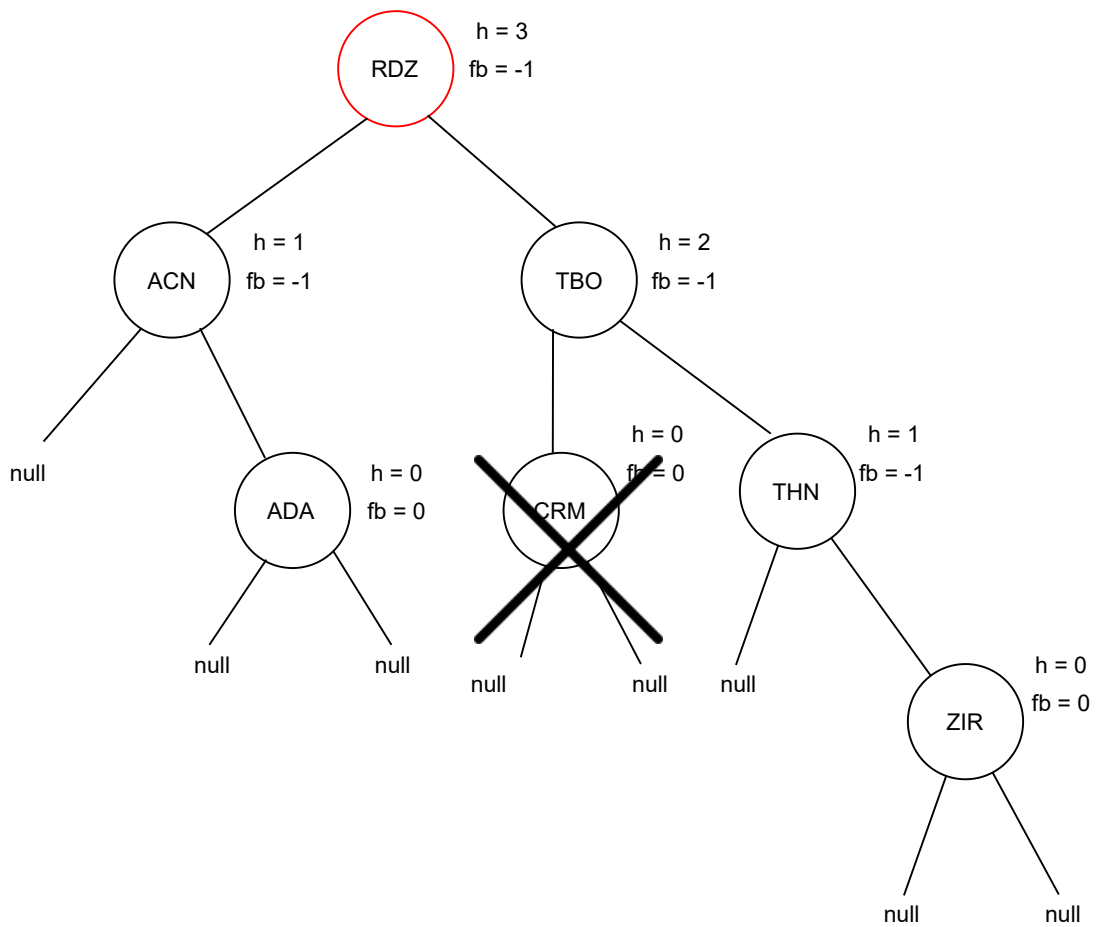 RDZ
h = 3
fb = -1
ACN
h = 1
fb = -1
TBO
h = 2
fb = -1
null
ADA
h = 0
fb = 0
CRM
h = 0
fb = 0
THN
h = 1
fb = -1
null
null
null
null
null
ZIR
h = 0
fb = 0
null
null